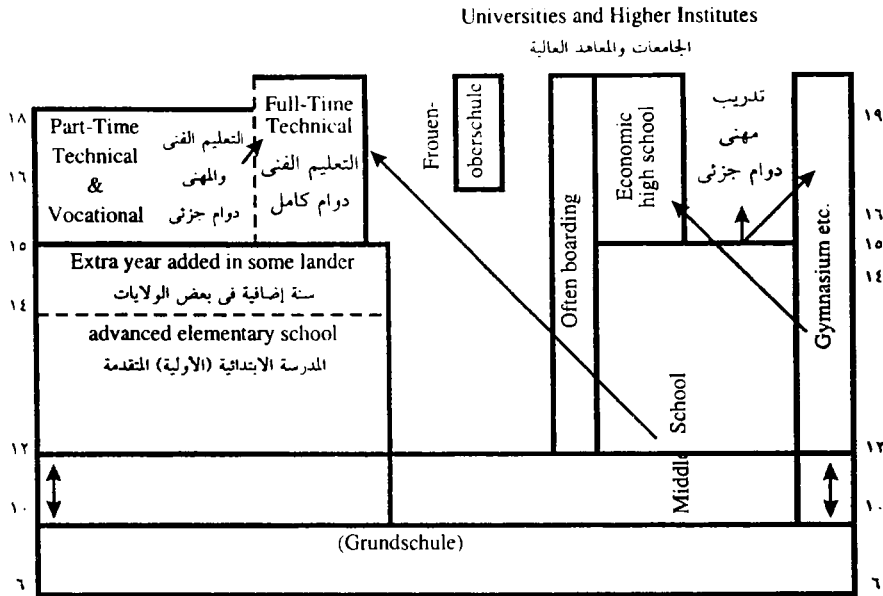 Universities and Higher Institutes
الجامعات والمعاهد العالية
١٨
١٦
١٥
١٤
١٢
١٠
٦
Part-Time
Technical
&
Vocational
التعليم الفنى
والمهنى
دوام جزئى
Full-Time
Technical
التعليم الفنى
دوام كامل
Frouen-
oberschule
Often boarding
Economic
high school
تدريب
مهنى
دوام جزئى
Gymnasium etc.
Extra year added in some lander
سنة إضافية فى بعض الولايات
advanced elementary school
المدرسة الابتدائية (الأولية) المتقدمة
Middle School
(Grundschule)
١٩
١٦
١٥
١٤
١٢
١٠
٦